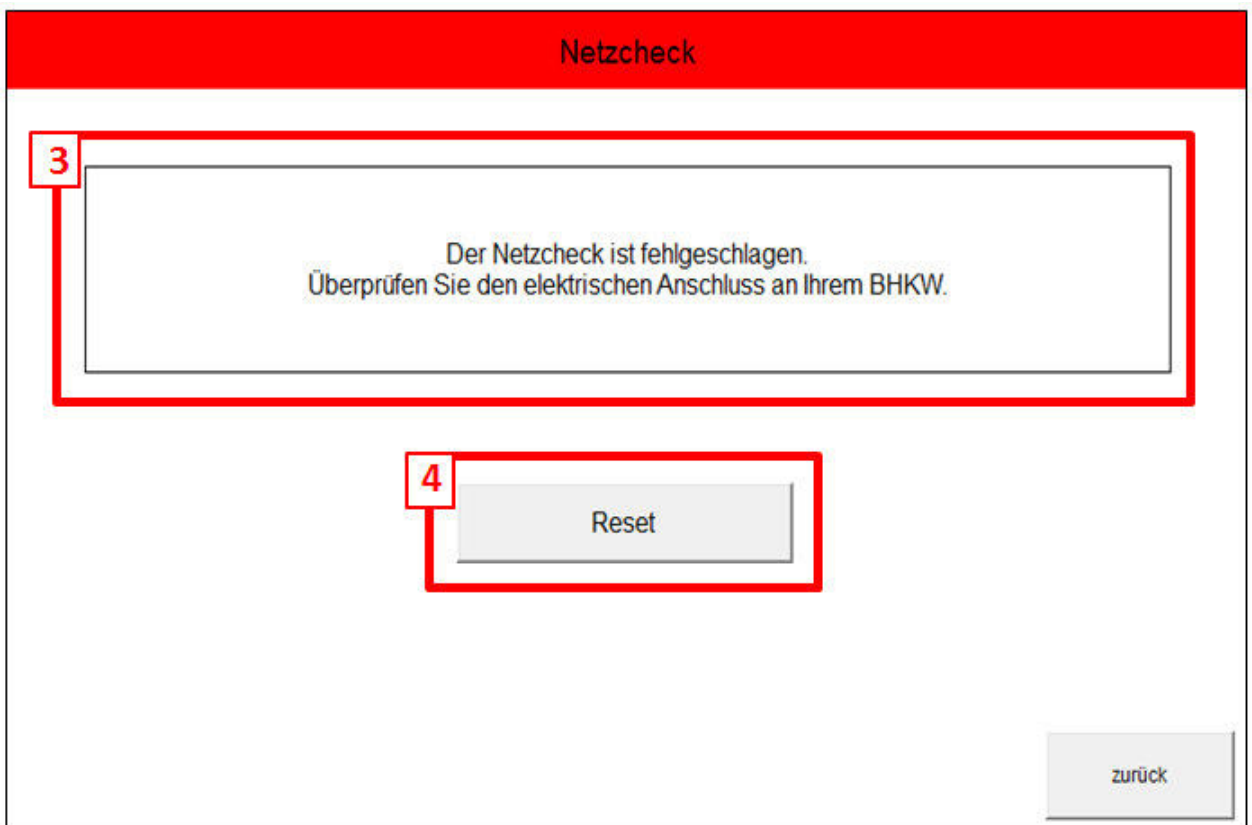 Netzcheck
3
Der Netzcheck ist fehlgeschlagen.
Überprüfen Sie den elektrischen Anschluss an Ihrem BHKW.
4
Reset
zurück